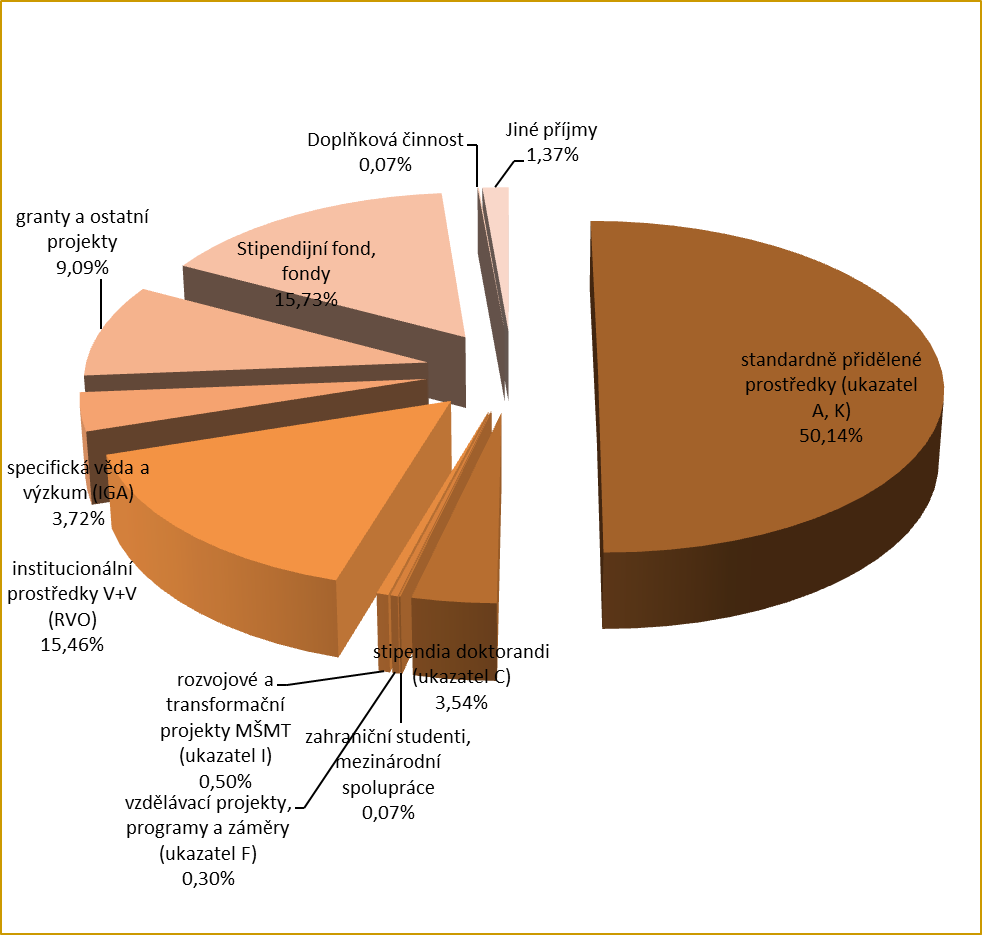 Doplňková činnost
0,07%
Jiné příjmy
1,37%
granty a ostatní
projekty
9,09%
Stipendijní fond,
fondy
15,73%
standardně přidělené
prostředky (ukazatel
A, K)
50,14%
specifická věda a
výzkum (IGA)
3,72%
institucionální
prostředky V+V
(RVO)
15,46%
stipendia doktorandi
(ukazatel C)
3,54%
rozvojové a
transformační
projekty MŠMT
(ukazatel I)
0,50%
zahraniční studenti,
mezinárodní
spolupráce
0,07%
vzdělávací projekty,
programy a záměry
(ukazatel F)
0,30%